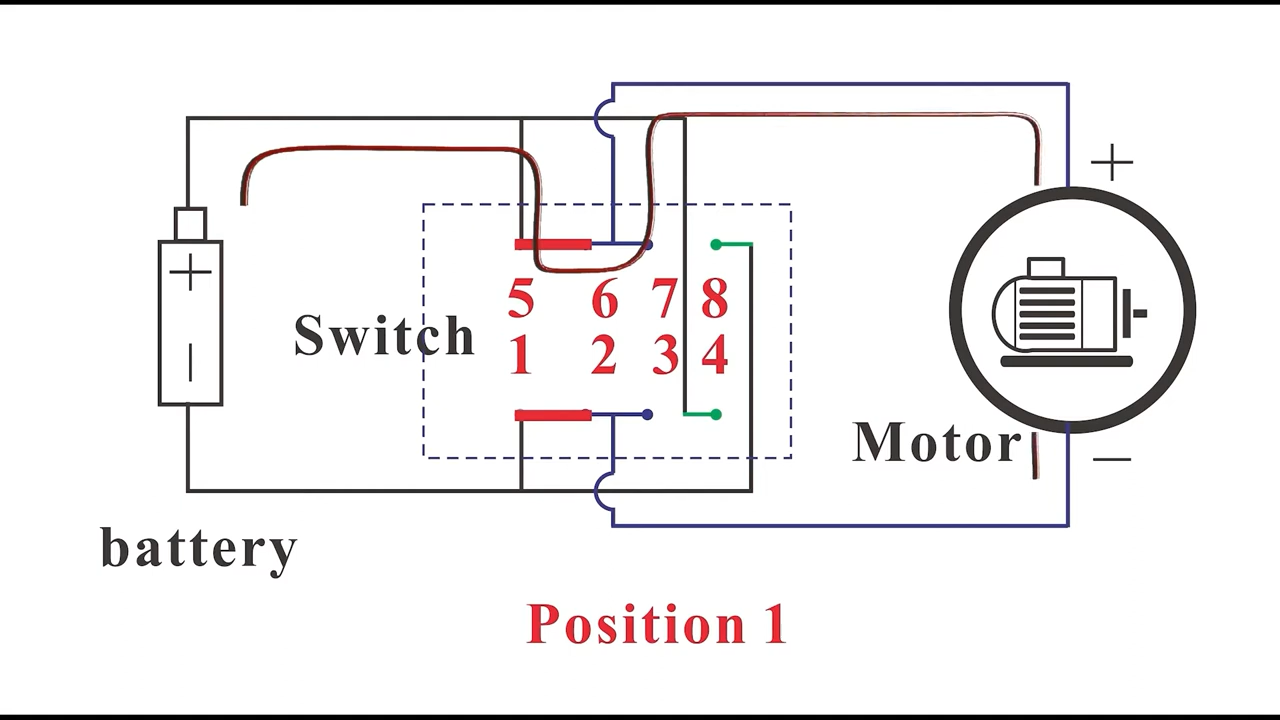 +
+
Switch
5 6 7 8
1 2 3 4
Motor
battery
Position 1